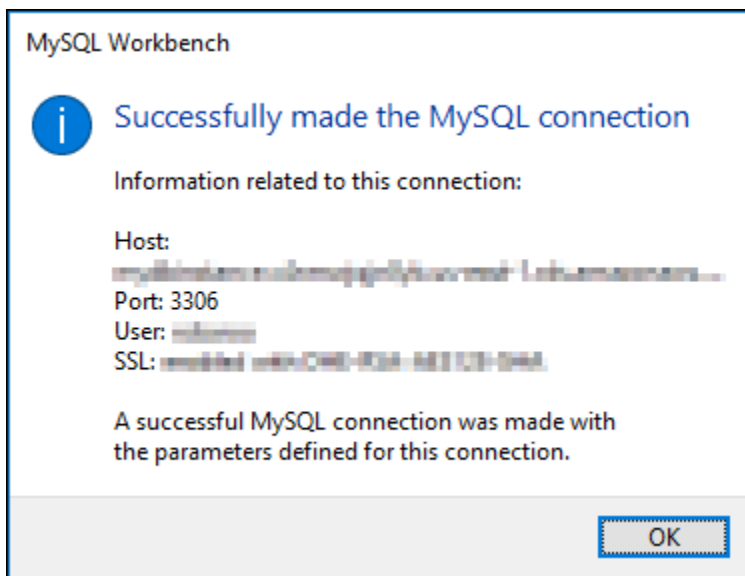 MySQL Workbench
Successfully made the MySQL connection
Information related to this connection:
Host:
Port: 3306
User:
SSL:
A successful MySQL connection was made with
the parameters defined for this connection.
OK